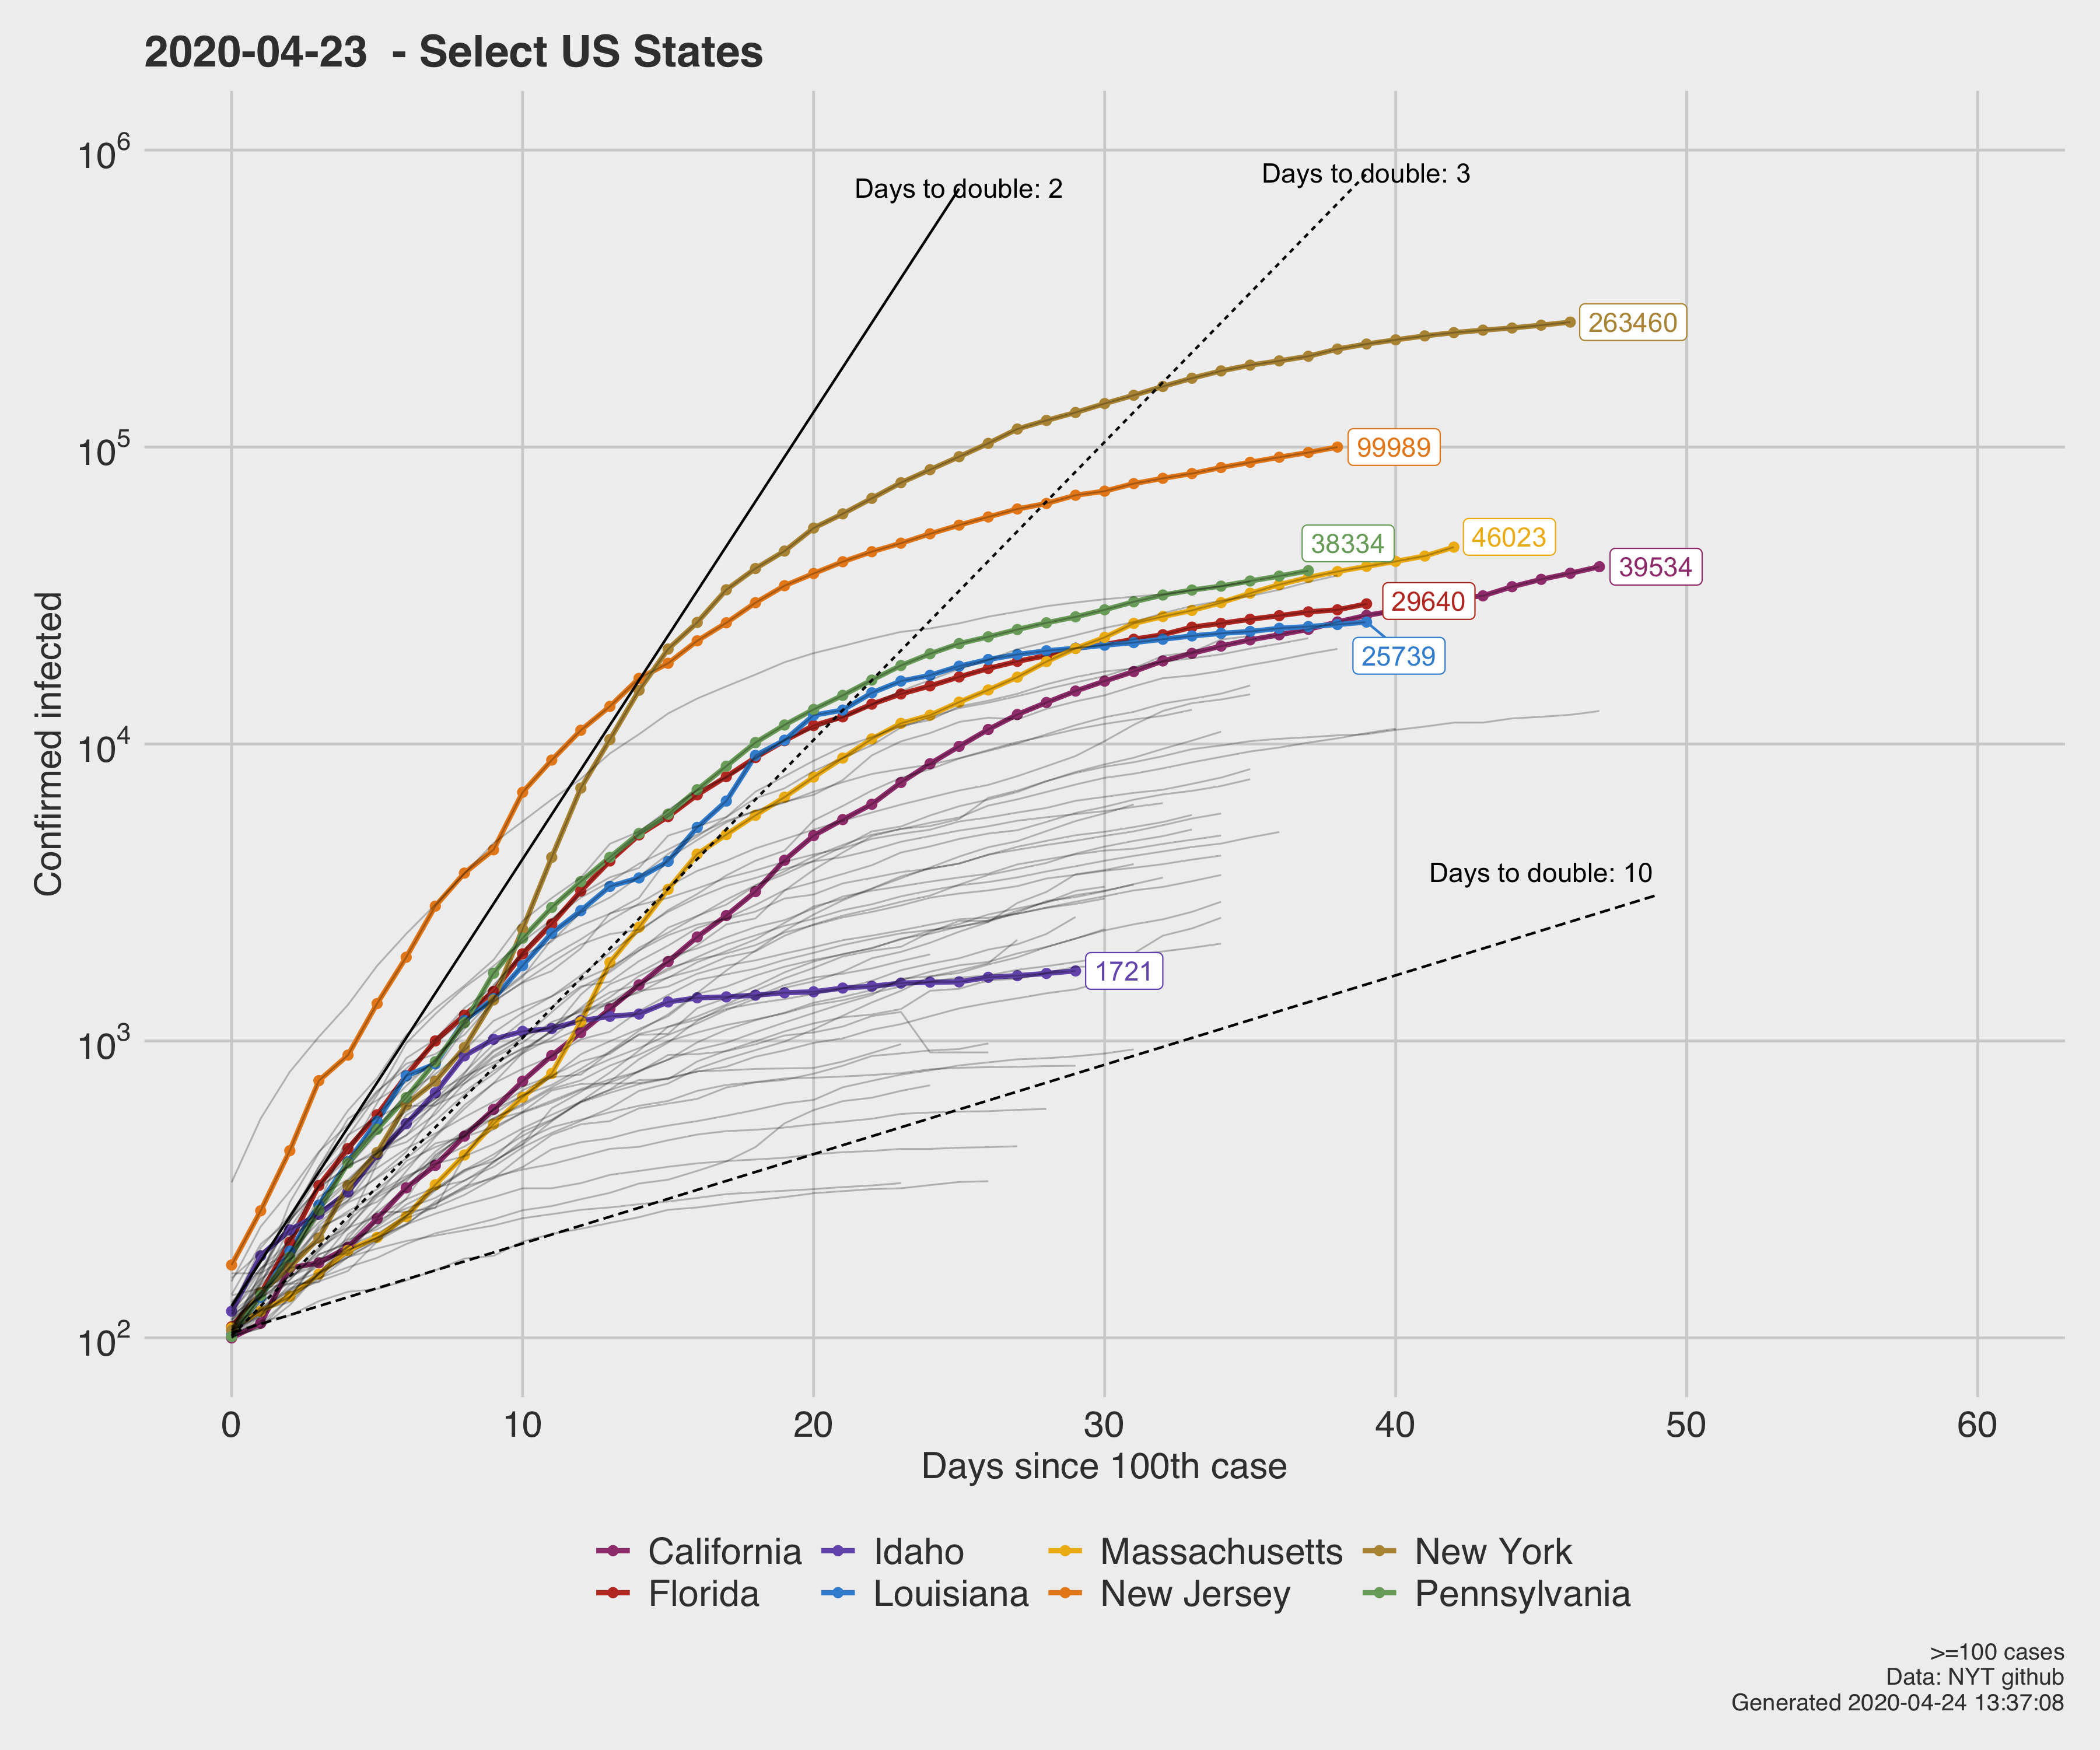 2020-04-23  - Select US States
Confirmed infected
10^6
10^5
10^4
10^3
10^2
Days to double: 2
Days to double: 3
Days to double: 10
263460
99989
38334
46023
39534
29640
25739
1721
0 10 20 30 40 50 60
Days since 100th case
California Idaho Massachusetts New York
Florida Louisiana New Jersey Pennsylvania
>=100 cases
Data: NYT github
Generated 2020-04-24 13:37:08